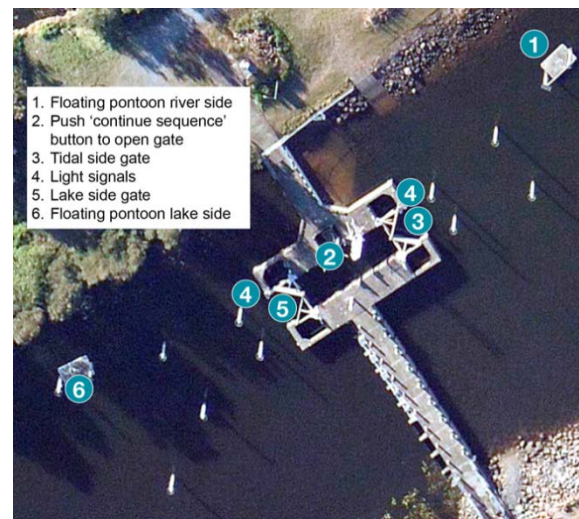 1
1. Floating pontoon river side
2. Push ‘continue sequence’
button to open gate
3. Tidal side gate
4. Light signals
5. Lake side gate
6. Floating pontoon lake side
4
3
2
4
5
6